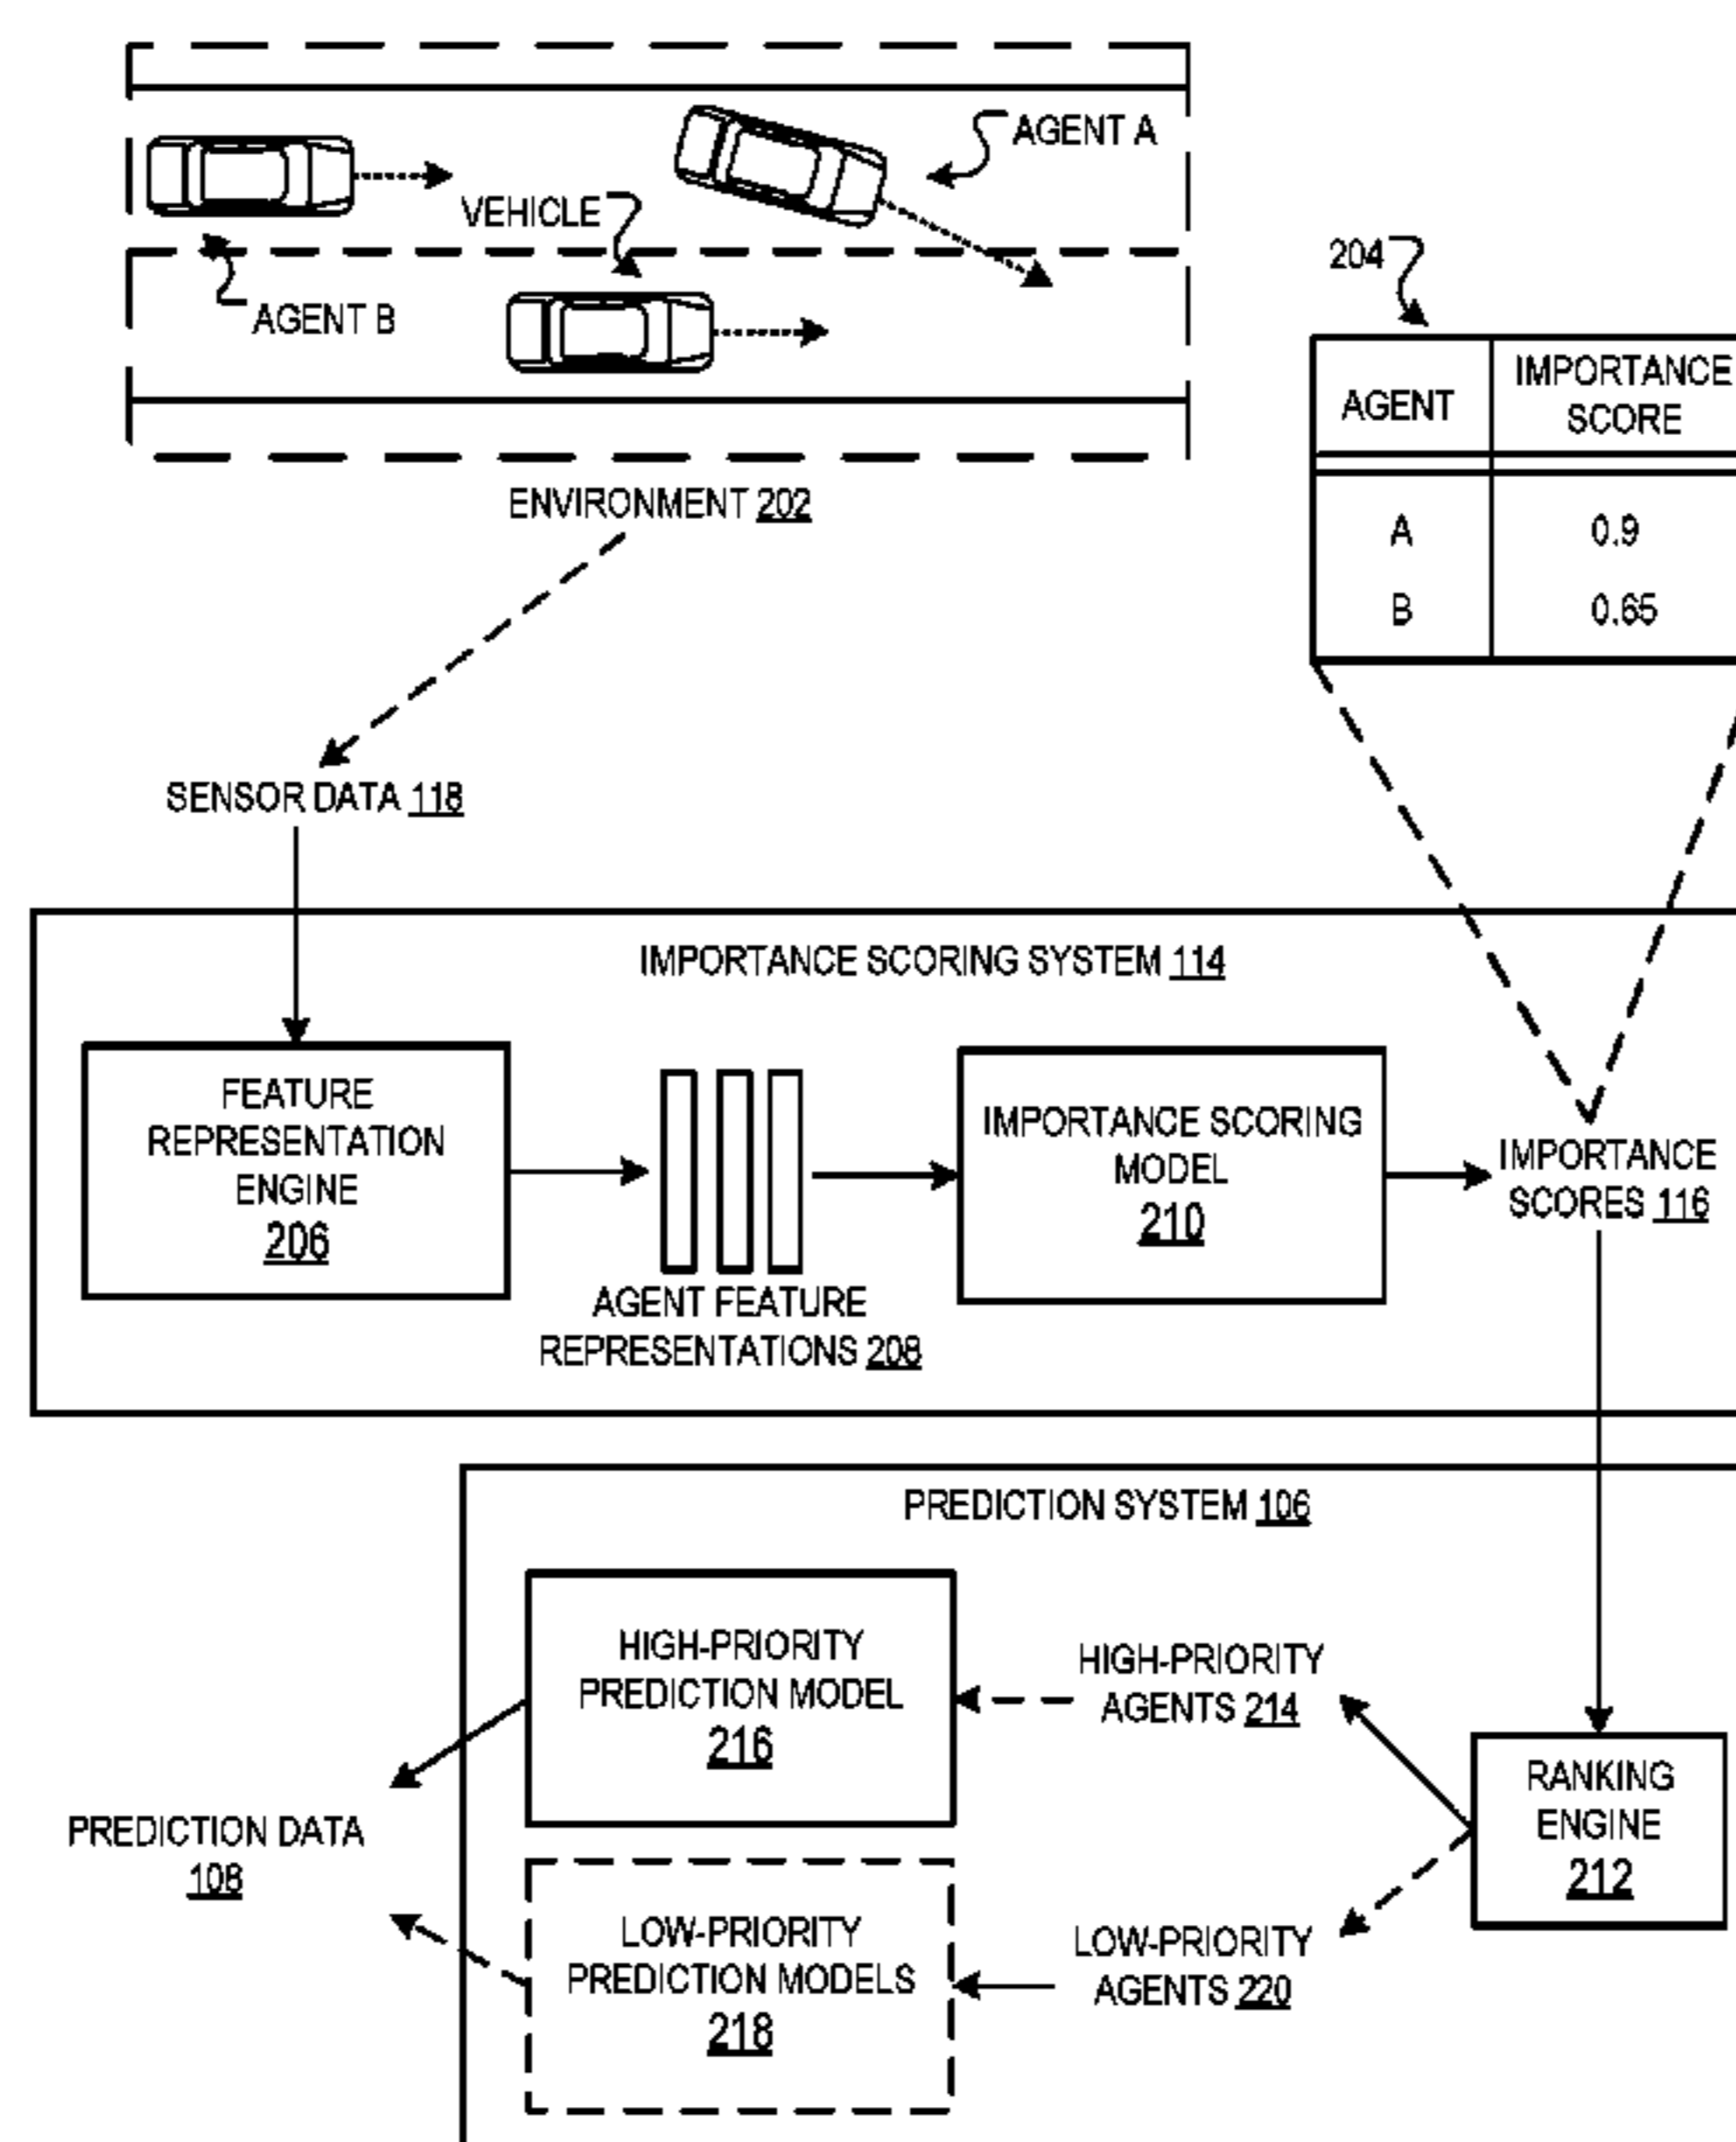 AGENT A
VEHICLE
AGENT B
204
AGENT
IMPORTANCE
SCORE
A
0.9
B
0.65
ENVIRONMENT 202
SENSOR DATA 118
IMPORTANCE SCORING SYSTEM 114
FEATURE
REPRESENTATION
ENGINE
206
AGENT FEATURE
REPRESENTATIONS 208
IMPORTANCE SCORING
MODEL
210
IMPORTANCE
SCORES 116
PREDICTION SYSTEM 106
HIGH-PRIORITY
PREDICTION MODEL
216
HIGH-PRIORITY
AGENTS 214
RANKING
ENGINE
212
PREDICTION DATA
108
LOW-PRIORITY
PREDICTION MODELS
218
LOW-PRIORITY
AGENTS 220